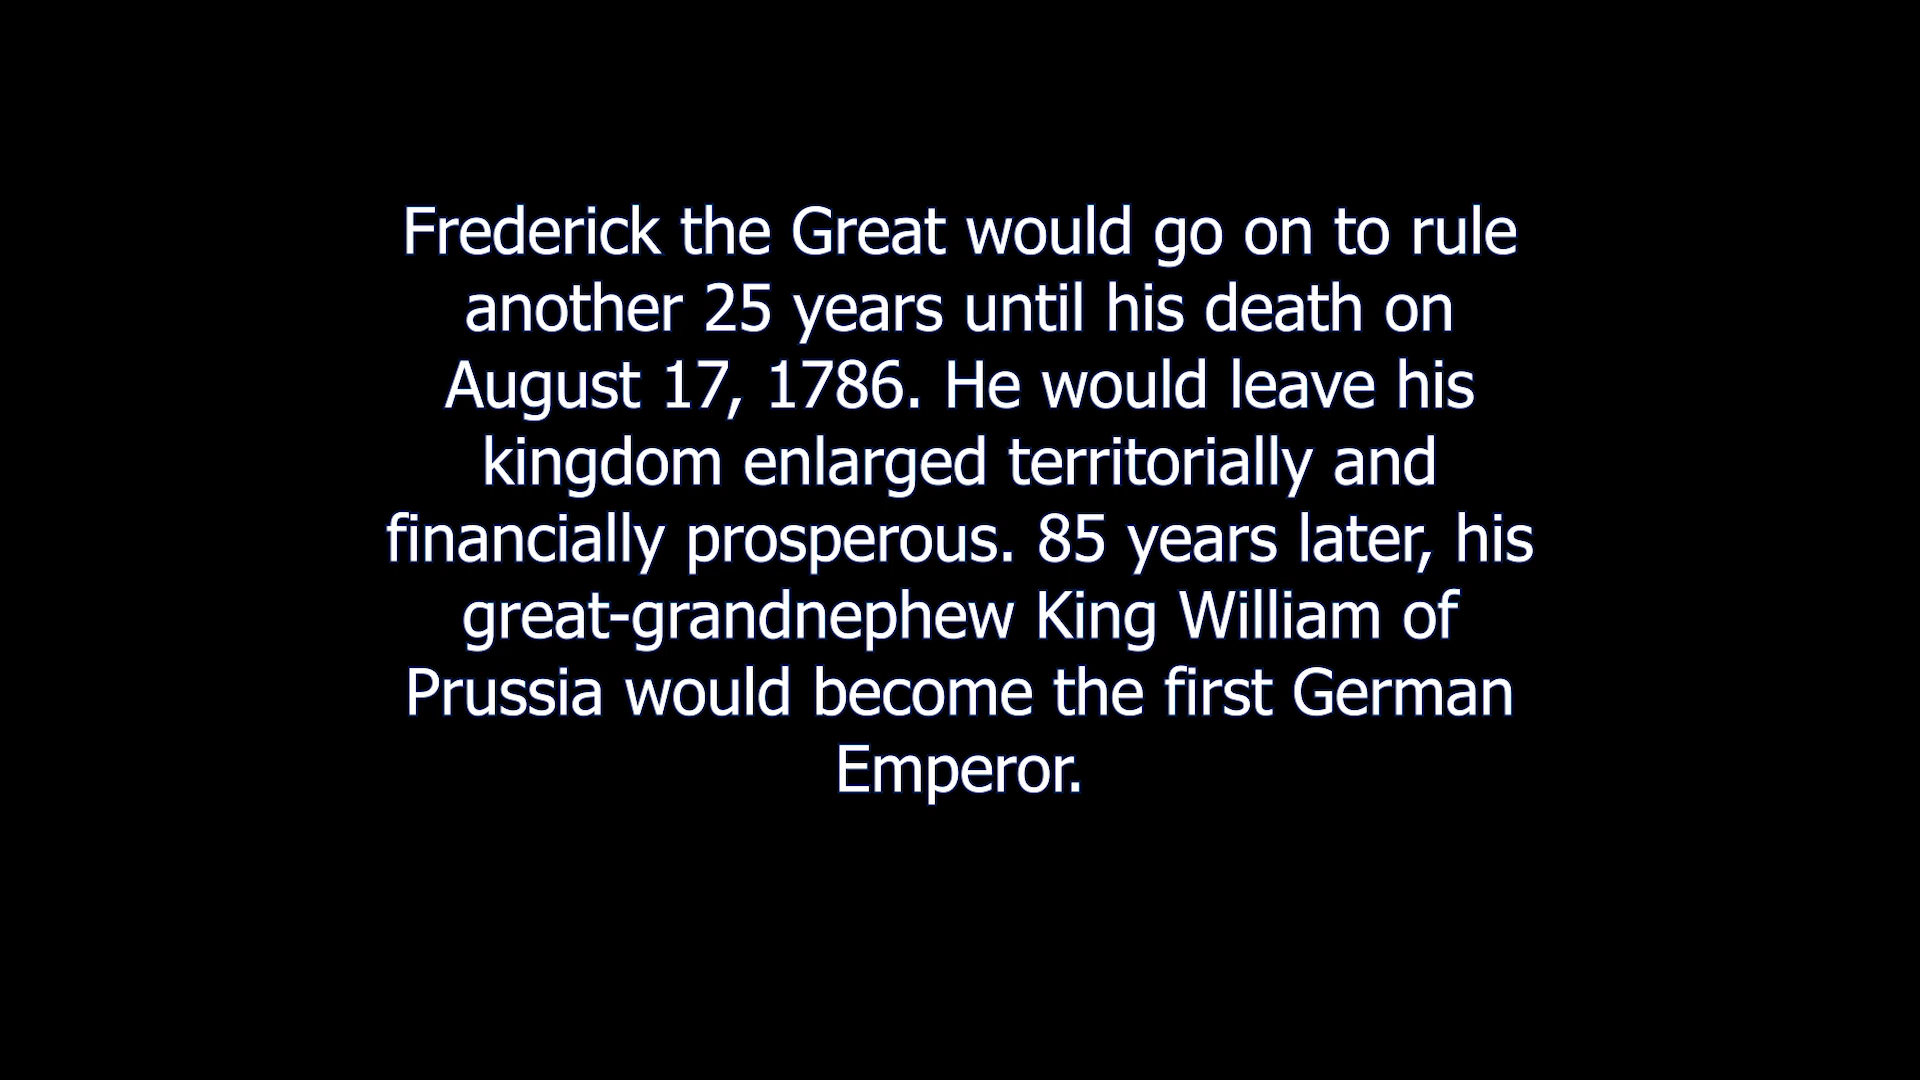 Frederick the Great would go on to rule
another 25 years until his death on
August 17, 1786. He would leave his
kingdom enlarged territorially and
financially prosperous. 85 years later, his
great-grandnephew King William of
Prussia would become the first German
Emperor.